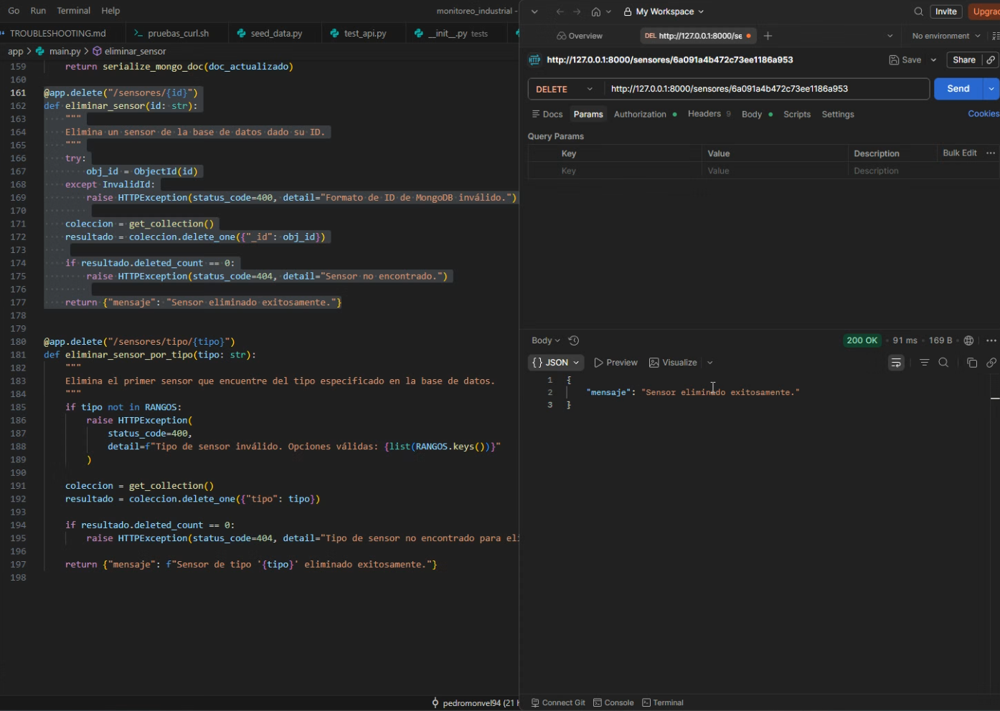 Go Run Terminal Help
monitoreo_industrial -
TROUBLESHOOTING.md
pruebas_curl.sh
seed_data.py
test_api.py
__init__.py tests
app > main.py > eliminar_sensor
159 return serialize_mongo_doc(doc_actualizado)
160
161 @app.delete("/sensores/{id}")
162 def eliminar_sensor(id: str):
163 """
164 Elimina un sensor de la base de datos dado su ID.
165 """
166 try:
167 obj_id = ObjectId(id)
168 except InvalidId:
169 raise HTTPException(status_code=400, detail="Formato de ID de MongoDB inválido.")
170
171 coleccion = get_collection()
172 resultado = coleccion.delete_one({"_id": obj_id})
173
174 if resultado.deleted_count == 0:
175 raise HTTPException(status_code=404, detail="Sensor no encontrado.")
176
177 return {"mensaje": "Sensor eliminado exitosamente."}
178
179
180 @app.delete("/sensores/tipo/{tipo}")
181 def eliminar_sensor_por_tipo(tipo: str):
182 """
183 Elimina el primer sensor que encuentre del tipo especificado en la base de datos.
184 """
185 if tipo not in RANGOS:
186 raise HTTPException(
187 status_code=400,
188 detail=f"Tipo de sensor inválido. Opciones válidas: {list(RANGOS.keys())}"
189 )
190
191 coleccion = get_collection()
192 resultado = coleccion.delete_one({"tipo": tipo})
193
194 if resultado.deleted_count == 0:
195 raise HTTPException(status_code=404, detail="Tipo de sensor no encontrado para eli
196
197 return {"mensaje": f"Sensor de tipo '{tipo}' eliminado exitosamente."}
198
pedromonvel94 (21 h
My Workspace
Invite
Upgrad
Overview
DEL http://127.0.0.1:8000/se
No environment
HTTP http://127.0.0.1:8000/sensores/6a091a4b472c73ee1186a953
Save
Share
DELETE
http://127.0.0.1:8000/sensores/6a091a4b472c73ee1186a953
Send
Docs Params Authorization Headers 9 Body Scripts Settings
Cookies
Query Params
Key Value Description Bulk Edit
Key Value Description
Body
200 OK 91 ms 169 B
{} JSON Preview Visualize
1 {
2 "mensaje": "Sensor eliminado exitosamente."
3 }
Connect Git Console Terminal